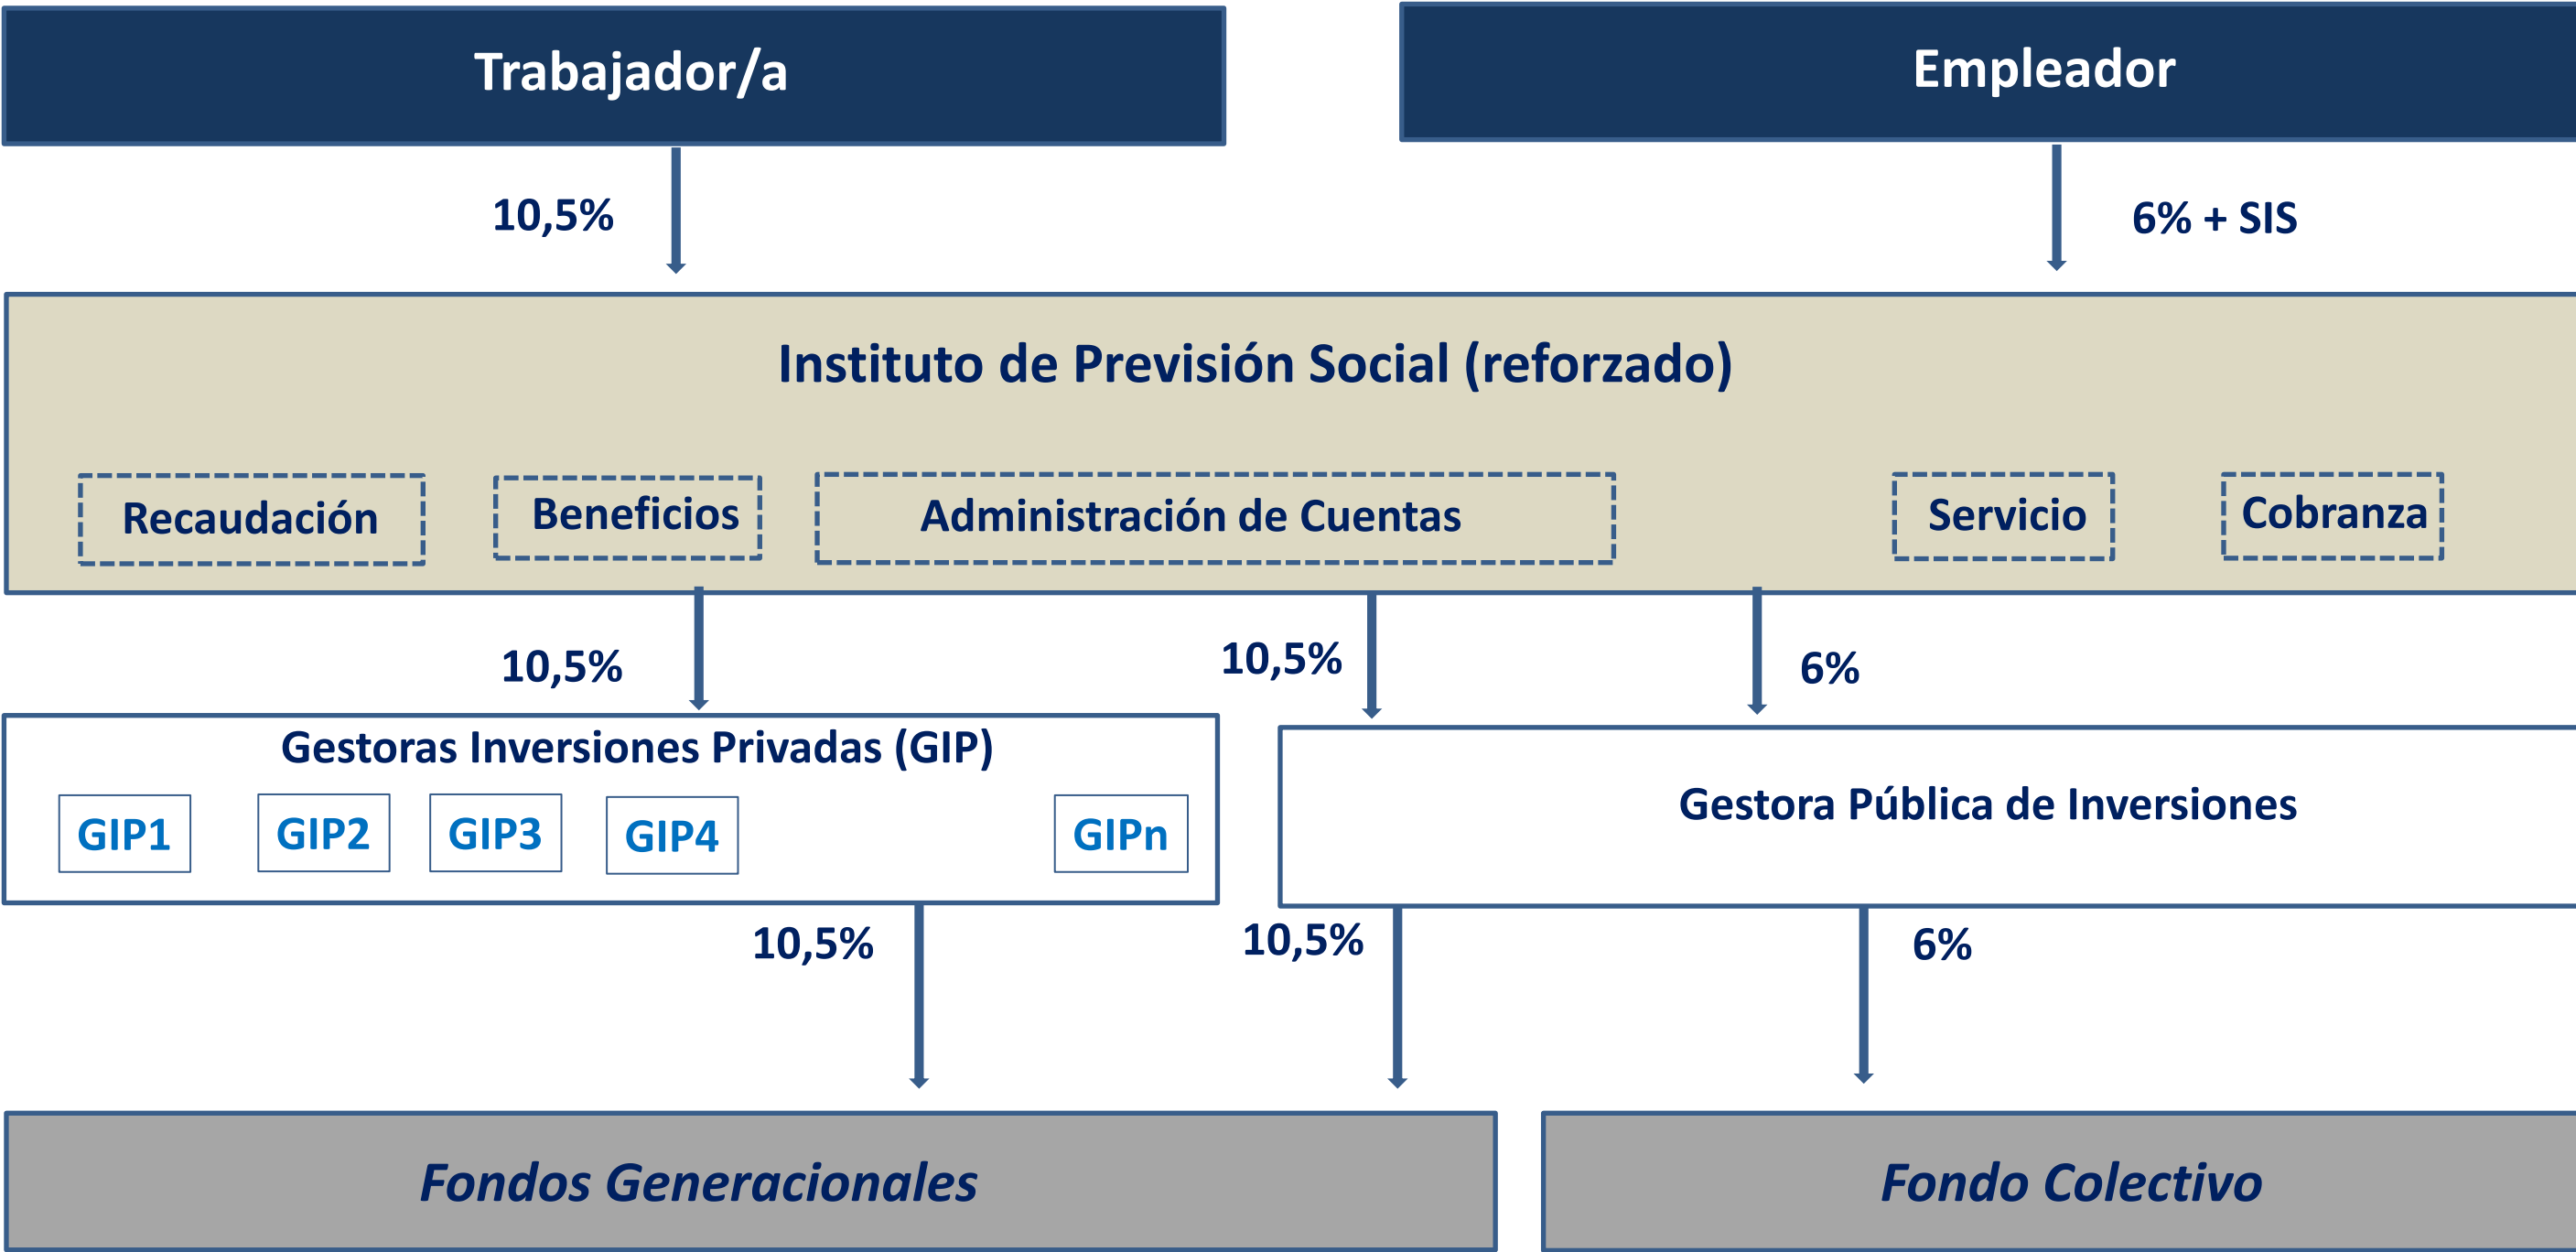 Trabajador/a
Empleador
10,5%
6% + SIS
Instituto de Previsión Social (reforzado)
Recaudación
Beneficios
Administración de Cuentas
Servicio
Cobranza
10,5%
10,5%
6%
Gestoras Inversiones Privadas (GIP)
GIP1
GIP2
GIP3
GIP4
GIPn
Gestora Pública de Inversiones
10,5%
10,5%
6%
Fondos Generacionales
Fondo Colectivo